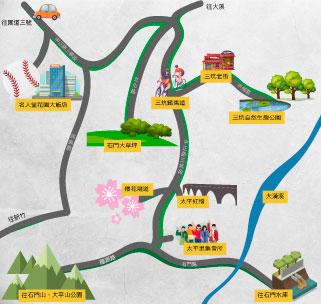 往國道三號
往大溪
名人堂花園大飯店
三坑老街
三坑鐵馬道
三坑自然生態公園
石門大草坪
櫻花湖道
太平紅橋
大漢溪
太平里集會所
往新竹
往石門山、大平山公園
往石門水庫